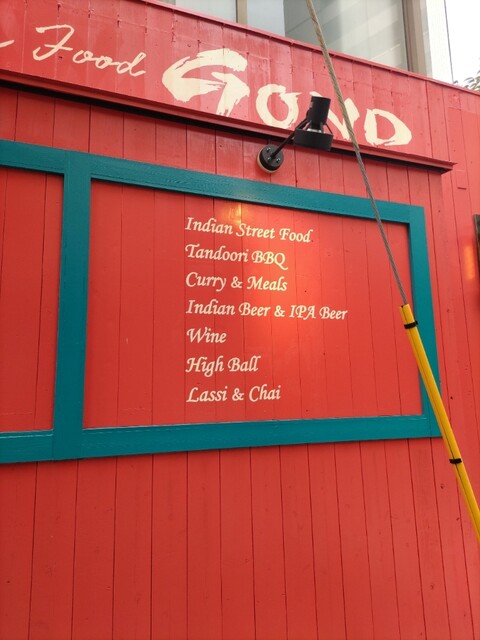 Food GOND
Indian Street Food
Tandoori BBQ
Curry & Meals
Indian Beer & IPA Beer
Wine
High Ball
Lassi & Chai